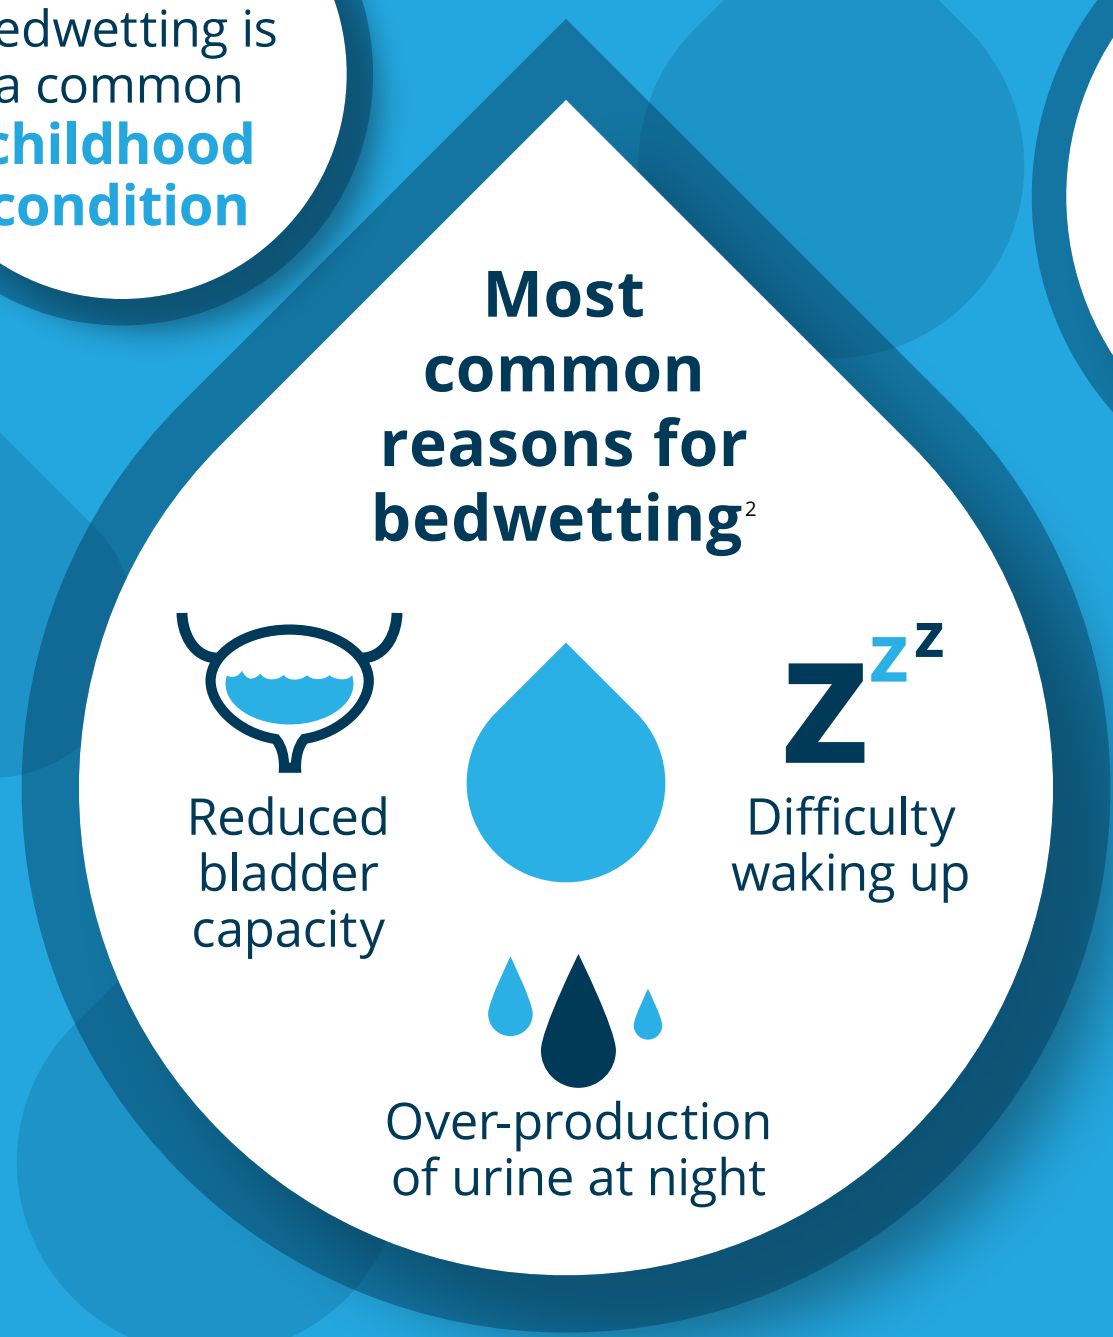 edwetting is
a common
childhood
condition
Most
common
reasons for
bedwetting²
z z z
Reduced
bladder
capacity
Difficulty
waking up
Over-production
of urine at night